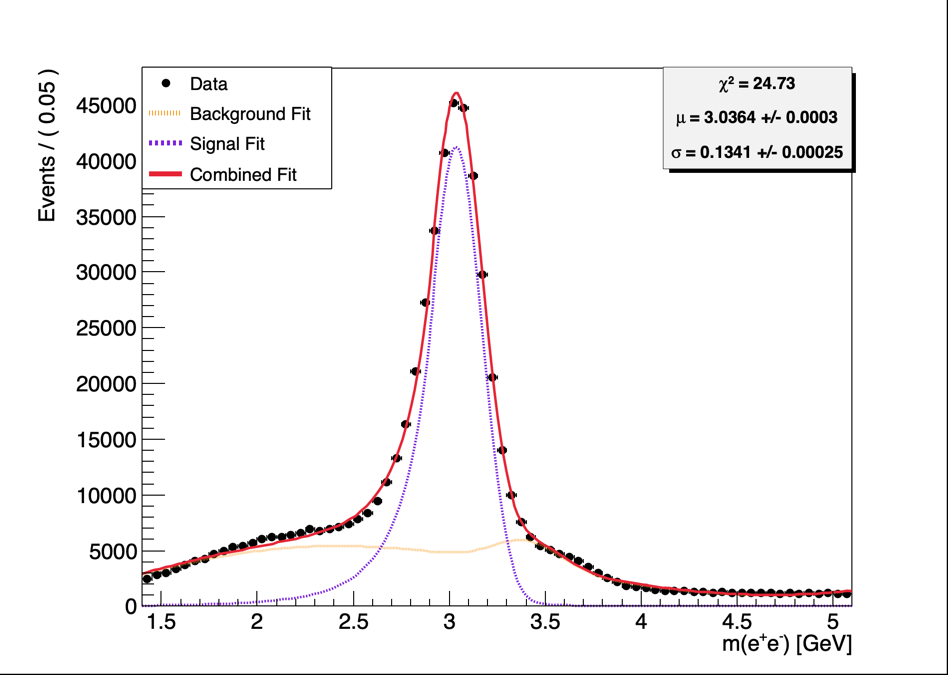 Events / ( 0.05 )
45000
40000
35000
30000
25000
20000
15000
10000
5000
0
Data
Background Fit
Signal Fit
Combined Fit
χ² = 24.73
μ = 3.0364 +/- 0.0003
σ = 0.1341 +/- 0.00025
1.5 2 2.5 3 3.5 4 4.5 5
m(e⁺e⁻) [GeV]